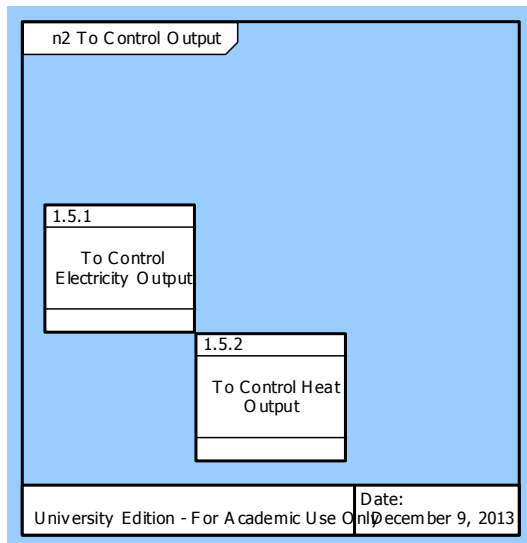 n2 To Control Output
1.5.1
To Control
Electricity Output
1.5.2
To Control Heat
Output
University Edition - For Academic Use Only
Date:
December 9, 2013